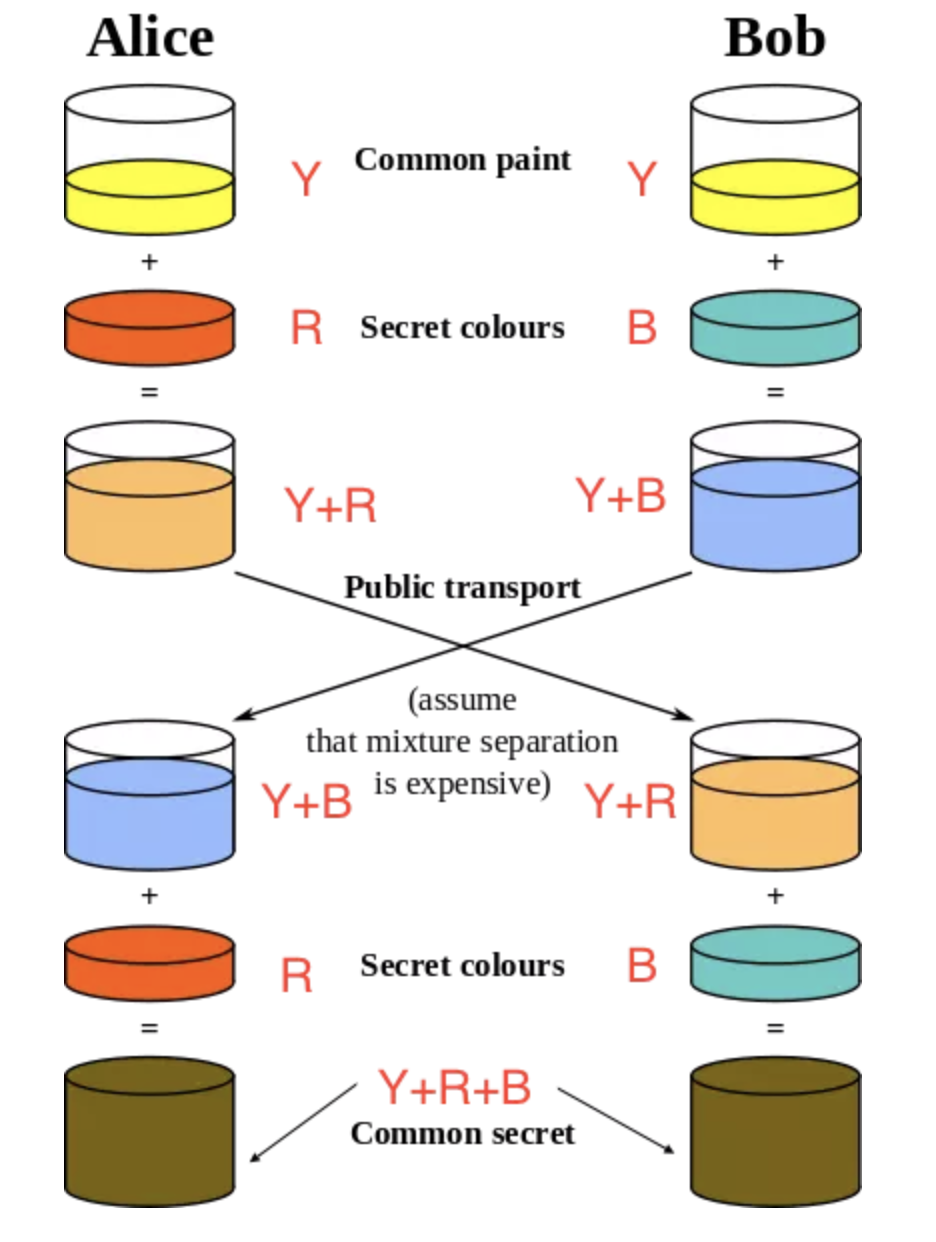 Alice Bob
Y Common paint Y
+ +
R Secret colours B
= =
Y+R Y+B
Public transport
(assume
that mixture separation
is expensive)
Y+B Y+R
+ +
R Secret colours B
= =
Y+R+B
Common secret